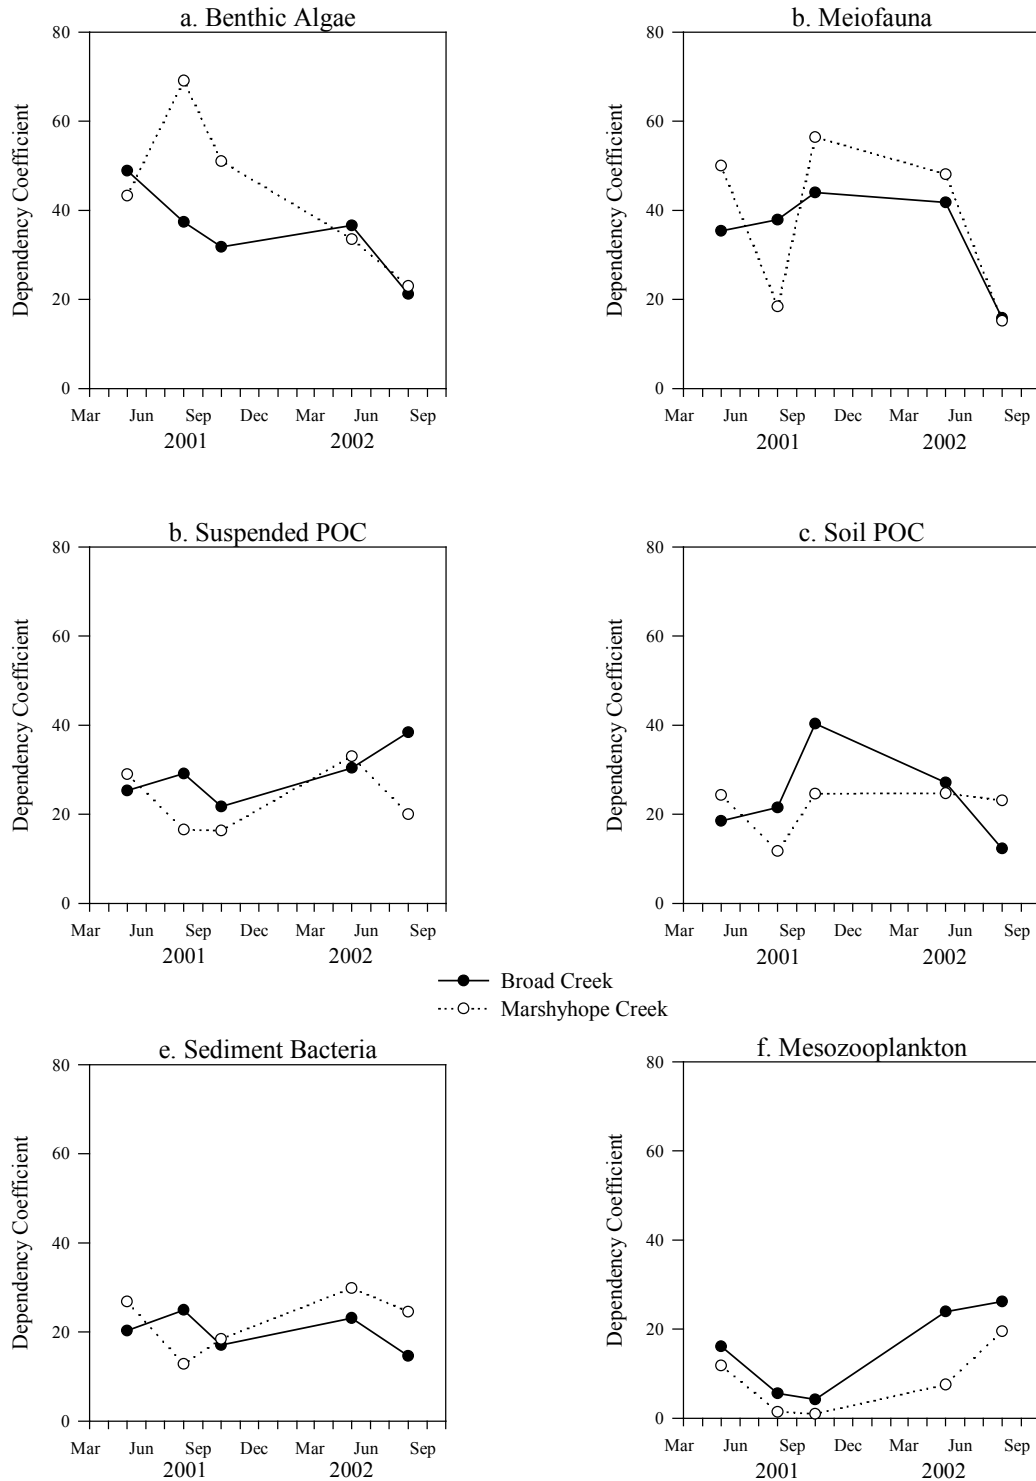 a. Benthic Algae
80
60
40
20
0
Dependency Coefficient
Mar Jun Sep Dec Mar Jun Sep
2001 2002
b. Meiofauna
80
60
40
20
0
Dependency Coefficient
Mar Jun Sep Dec Mar Jun Sep
2001 2002
b. Suspended POC
80
60
40
20
0
Dependency Coefficient
Mar Jun Sep Dec Mar Jun Sep
2001 2002
c. Soil POC
80
60
40
20
0
Dependency Coefficient
Mar Jun Sep Dec Mar Jun Sep
2001 2002
Broad Creek
Marshyhope Creek
e. Sediment Bacteria
80
60
40
20
0
Dependency Coefficient
Mar Jun Sep Dec Mar Jun Sep
2001 2002
f. Mesozooplankton
80
60
40
20
0
Dependency Coefficient
Mar Jun Sep Dec Mar Jun Sep
2001 2002